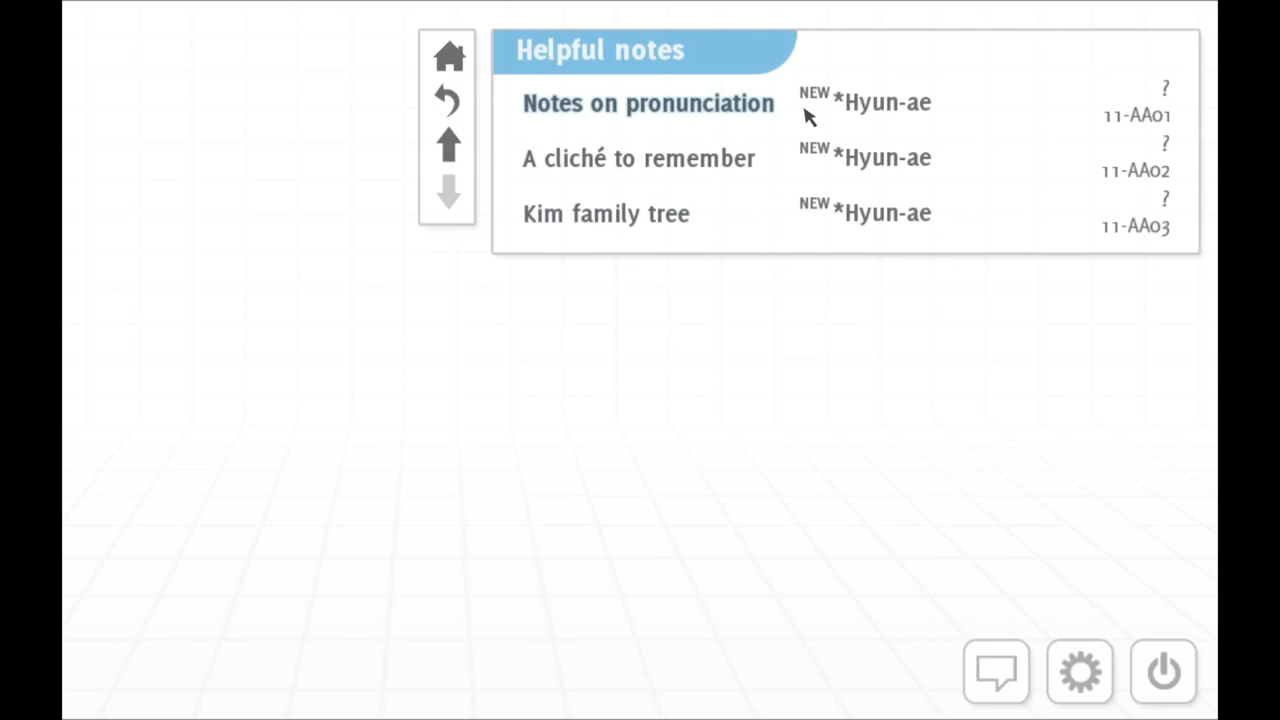 Helpful notes
Notes on pronunciation NEW *Hyun-ae ? 11-AA01
A cliché to remember NEW *Hyun-ae ? 11-AA02
Kim family tree NEW *Hyun-ae ? 11-AA03